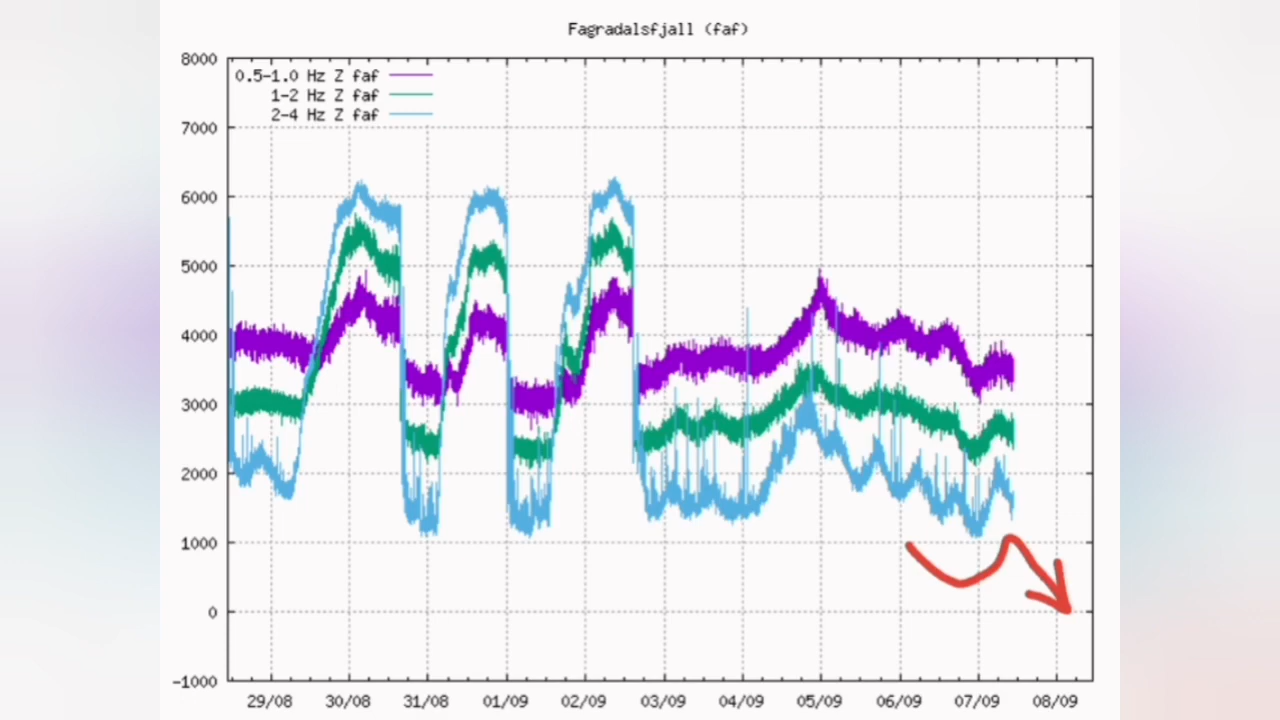 Fagradalsfjall (faf)
8000
7000
6000
5000
4000
3000
2000
1000
0
-1000
0.5-1.0 Hz Z faf
1-2 Hz Z faf
2-4 Hz Z faf
29/08 30/08 31/08 01/09 02/09 03/09 04/09 05/09 06/09 07/09 08/09